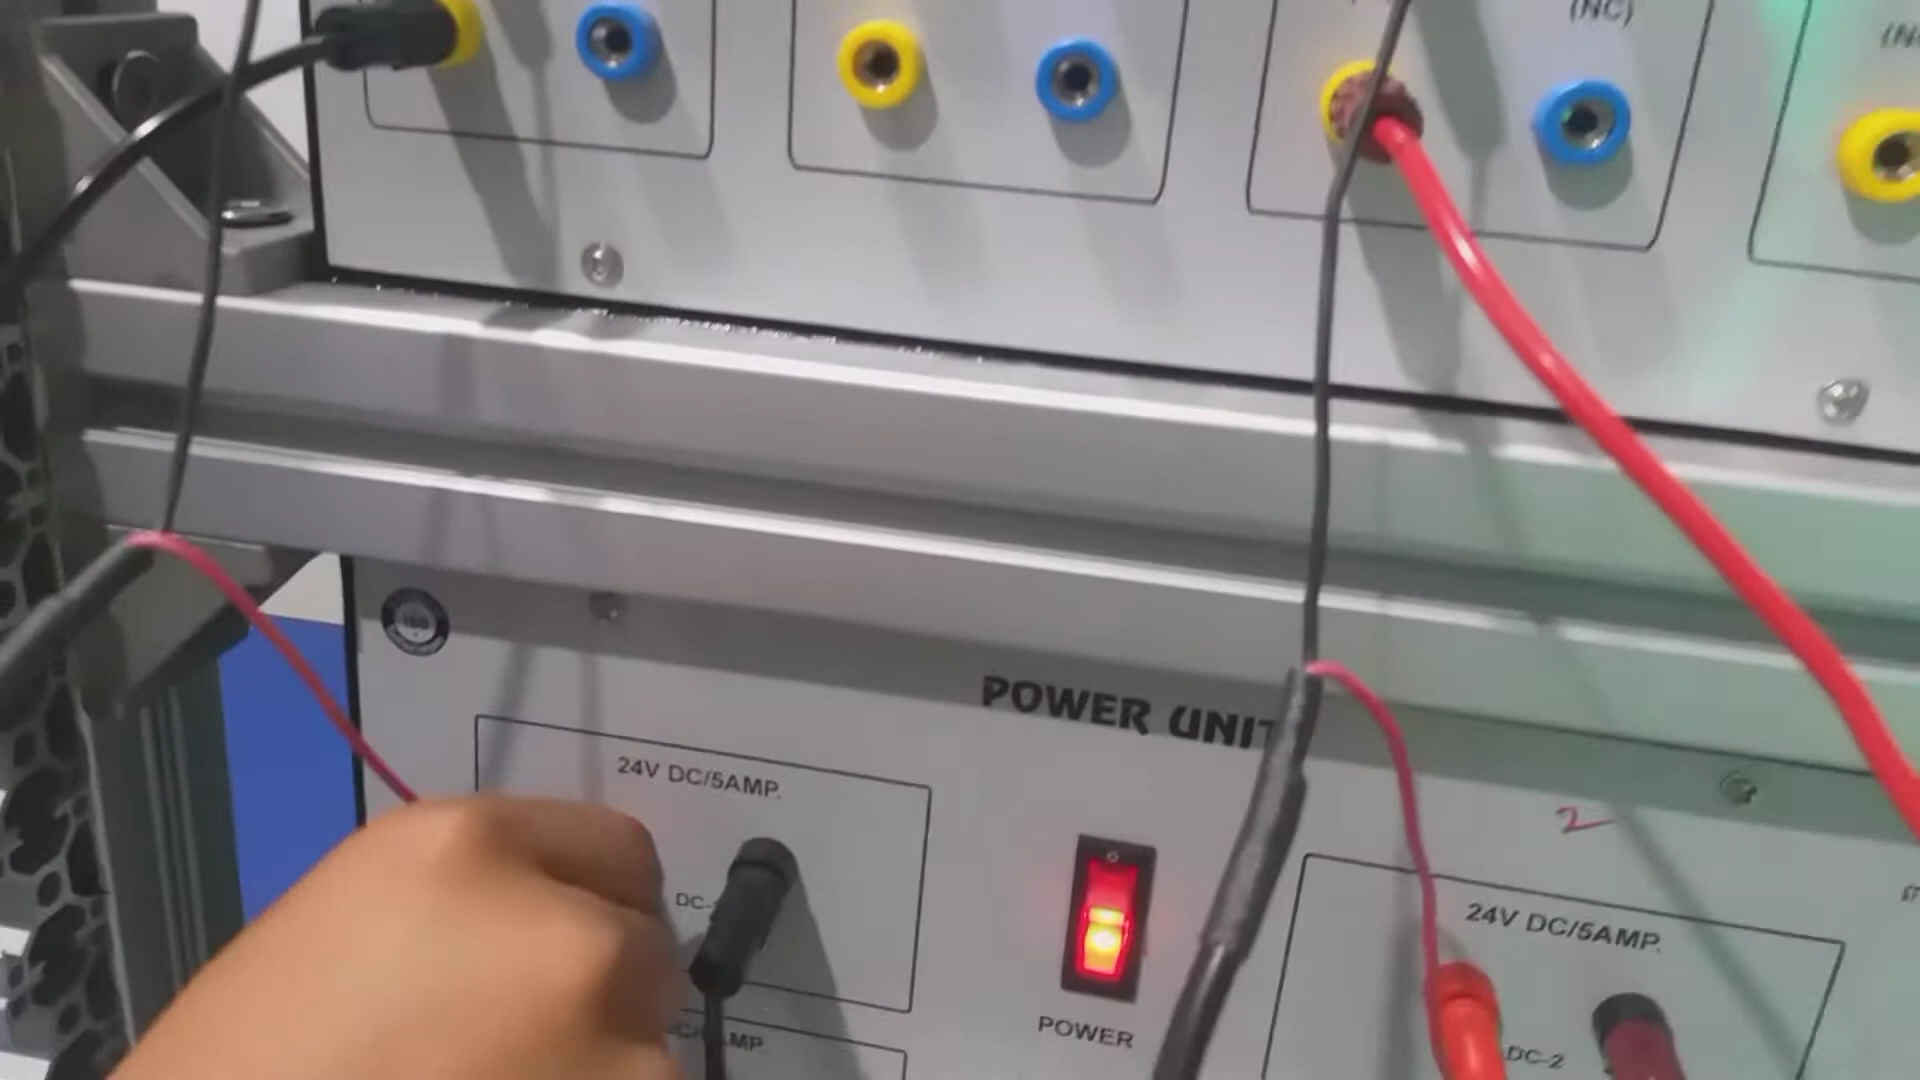 (NC)
POWER UNIT
24V DC/5AMP.
2
24V DC/5AMP.
POWER
DC-2